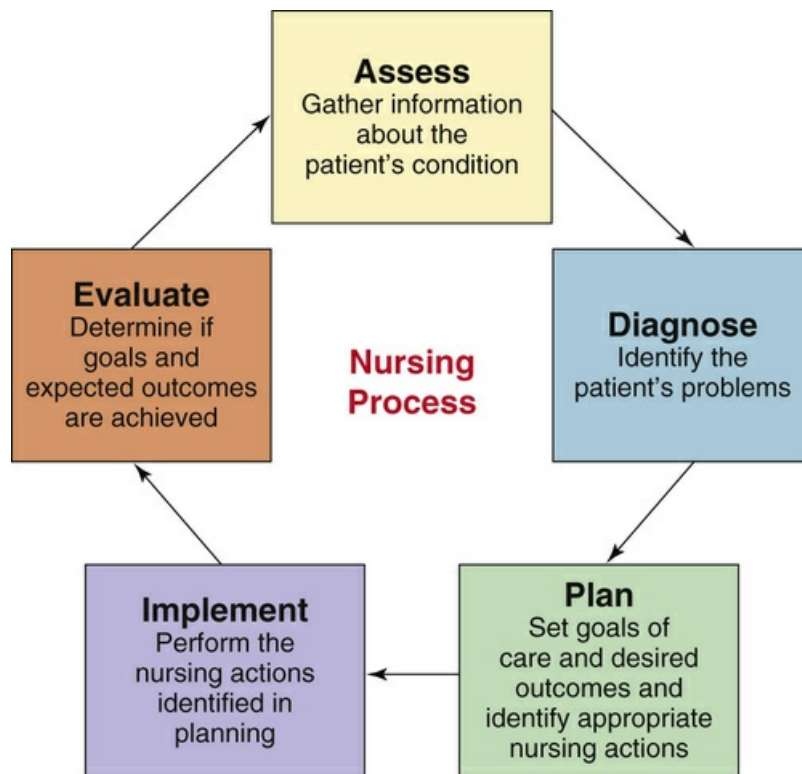 Assess
Gather information
about the
patient's condition
Diagnose
Identify the
patient's problems
Plan
Set goals of
care and desired
outcomes and
identify appropriate
nursing actions
Implement
Perform the
nursing actions
identified in
planning
Evaluate
Determine if
goals and
expected outcomes
are achieved
Nursing
Process